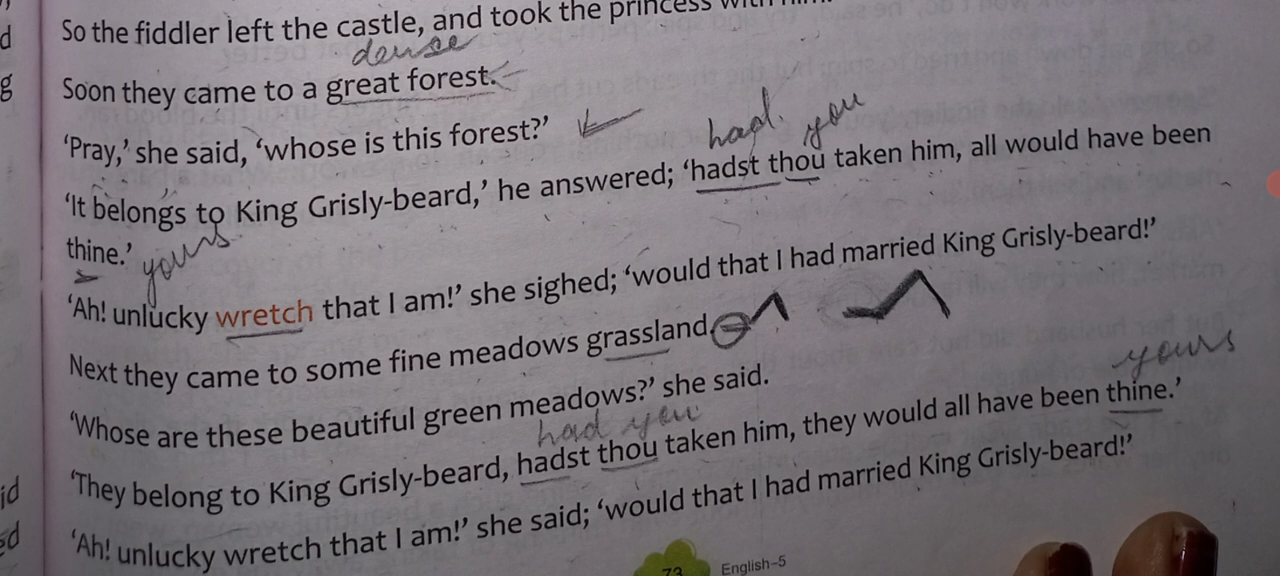 So the fiddler left the castle, and took the princess with him.
dense
Soon they came to a great forest.
'Pray,' she said, 'whose is this forest?'
had you
'It belongs to King Grisly-beard,' he answered; 'hadst thou taken him, all would have been
thine.' yours
'Ah! unlucky wretch that I am!' she sighed; 'would that I had married King Grisly-beard!'
Next they came to some fine meadows grassland.
'Whose are these beautiful green meadows?' she said.
had you yours
'They belong to King Grisly-beard, hadst thou taken him, they would all have been thine.'
'Ah! unlucky wretch that I am!' she said; 'would that I had married King Grisly-beard!'
73 English-5